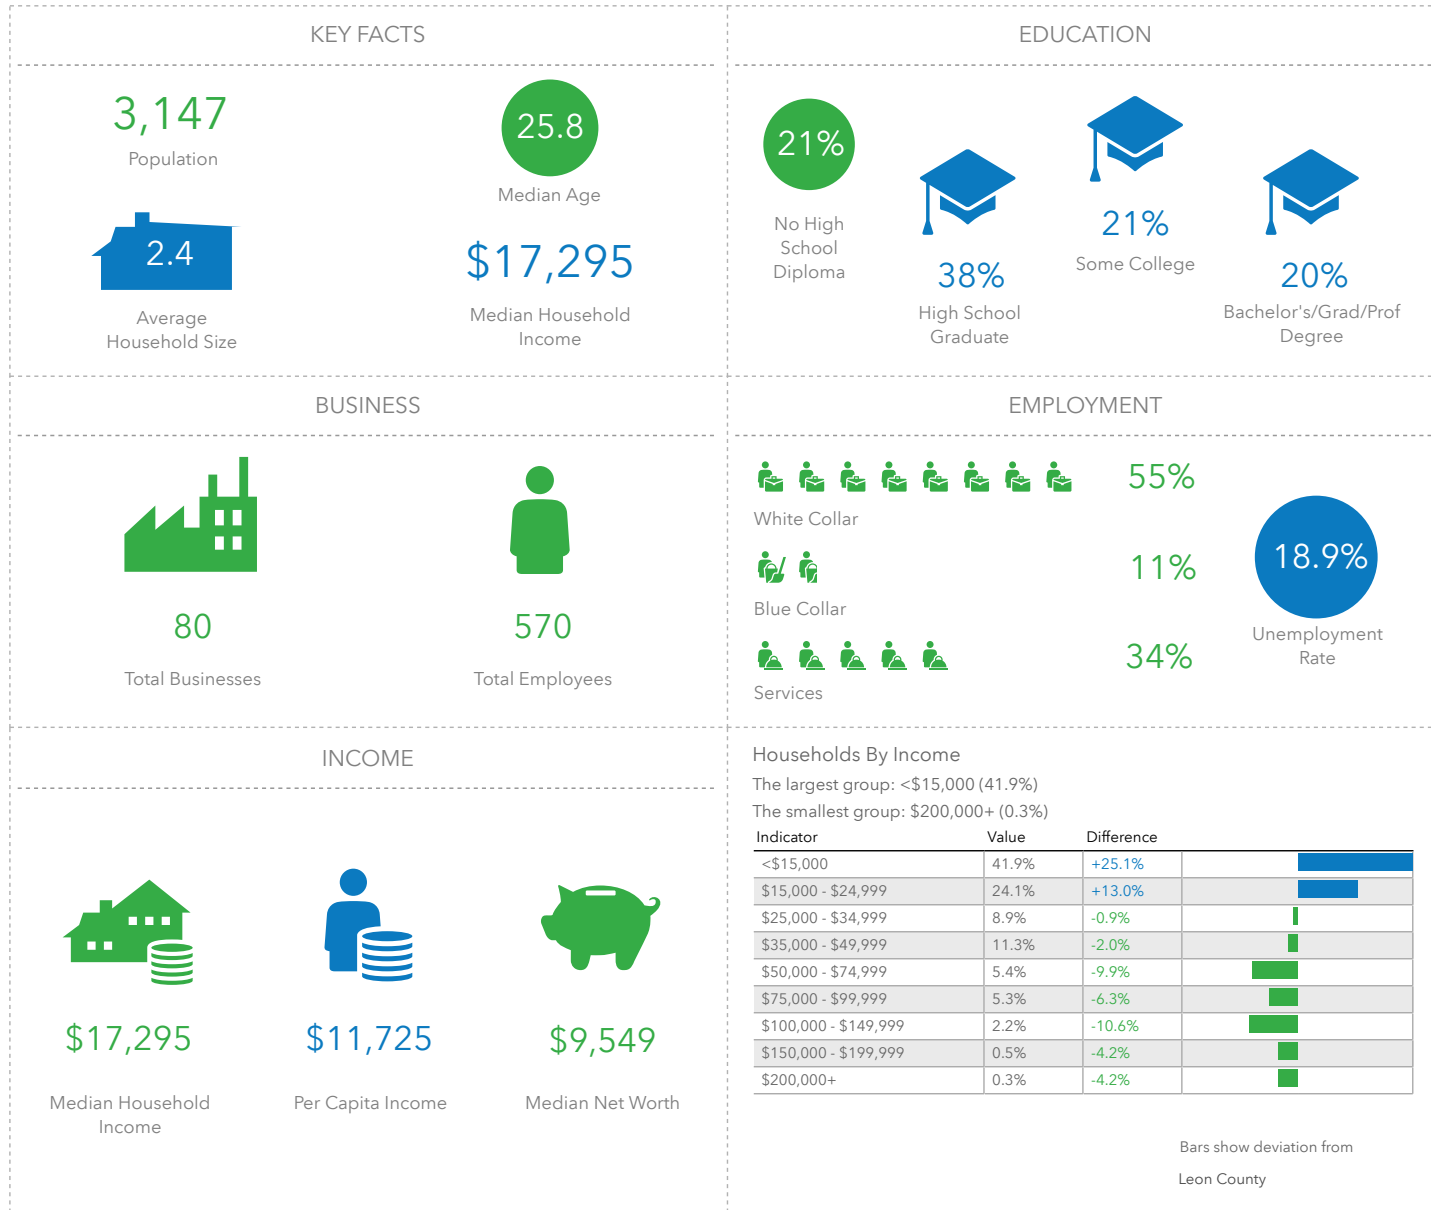 KEY FACTS
3,147
Population
25.8
Median Age
2.4
Average
Household Size
$17,295
Median Household
Income
EDUCATION
21%
No High
School
Diploma
38%
High School
Graduate
21%
Some College
20%
Bachelor's/Grad/Prof
Degree
BUSINESS
80
Total Businesses
570
Total Employees
EMPLOYMENT
55%
White Collar
11%
Blue Collar
34%
Services
18.9%
Unemployment
Rate
INCOME
$17,295
Median Household
Income
$11,725
Per Capita Income
$9,549
Median Net Worth
Households By Income
The largest group: <$15,000 (41.9%)
The smallest group: $200,000+ (0.3%)
Indicator Value Difference
<$15,000 41.9% +25.1%
$15,000 - $24,999 24.1% +13.0%
$25,000 - $34,999 8.9% -0.9%
$35,000 - $49,999 11.3% -2.0%
$50,000 - $74,999 5.4% -9.9%
$75,000 - $99,999 5.3% -6.3%
$100,000 - $149,999 2.2% -10.6%
$150,000 - $199,999 0.5% -4.2%
$200,000+ 0.3% -4.2%
Bars show deviation from
Leon County